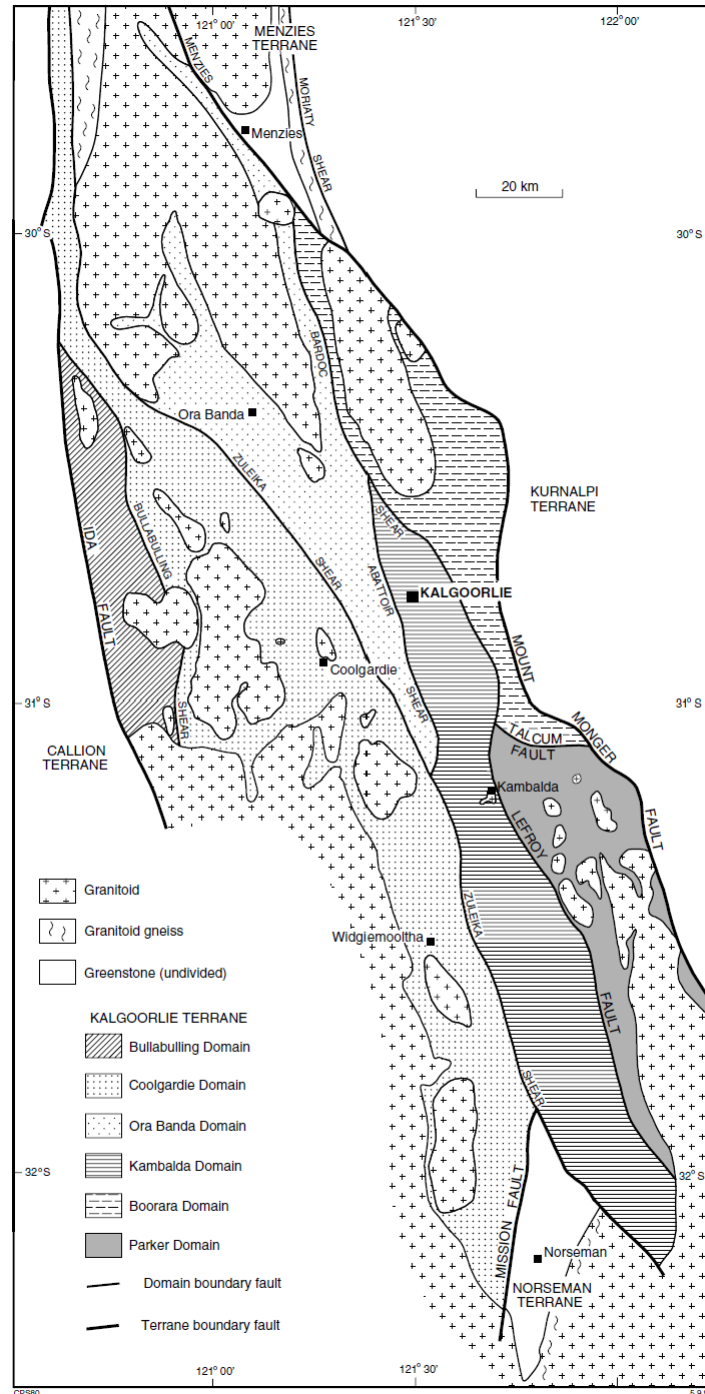 121° 00'
121° 30'
122° 00'
MENZIES
TERRANE
MENZIES
MORIATY
SHEAR
Menzies
20 km
30°S
30°S
BARDOC
Ora Banda
ZULEIKA
SHEAR
KURNALPI
TERRANE
IDA
FAULT
BULLABULLING
SHEAR
SHEAR
ABATTOIR
SHEAR
KALGOORLIE
Coolgardie
MOUNT
MONGER
FAULT
31°S
31°S
TALCUM
FAULT
CALLION
TERRANE
Kambalda
LEFROY
FAULT
Granitoid
Granitoid gneiss
Greenstone (undivided)
ZULEIKA
SHEAR
Widgiemooltha
KALGOORLIE TERRANE
Bullabulling Domain
Coolgardie Domain
Ora Banda Domain
Kambalda Domain
Boorara Domain
Parker Domain
Domain boundary fault
Terrane boundary fault
32°S
32°S
MISSION FAULT
Norseman
NORSEMAN
TERRANE
121° 00'
121° 30'
122° 00'